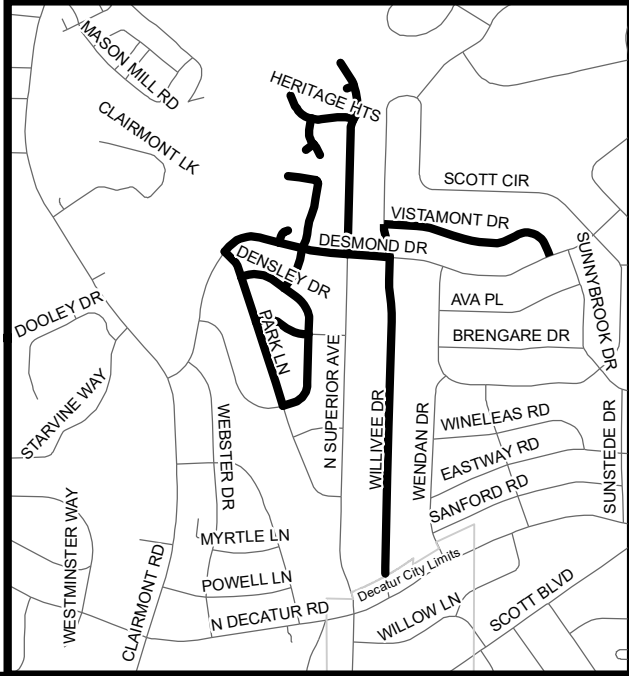 MASON MILL RD
HERITAGE HTS
CLAIRMONT LK
SCOTT CIR
VISTAMONT DR
DESMOND DR
SUNNYBROOK DR
DENSLEY DR
AVA PL
DOOLEY DR
PARK LN
BRENGARE DR
N SUPERIOR AVE
WILLIVEE DR
STARVINE WAY
WEBSTER DR
WENDAN DR
WINELEAS RD
SUNSTEDE DR
EASTWAY RD
SANFORD RD
WESTMINSTER WAY
MYRTLE LN
CLAIRMONT RD
Decatur City Limits
POWELL LN
SCOTT BLVD
N DECATUR RD
WILLOW LN